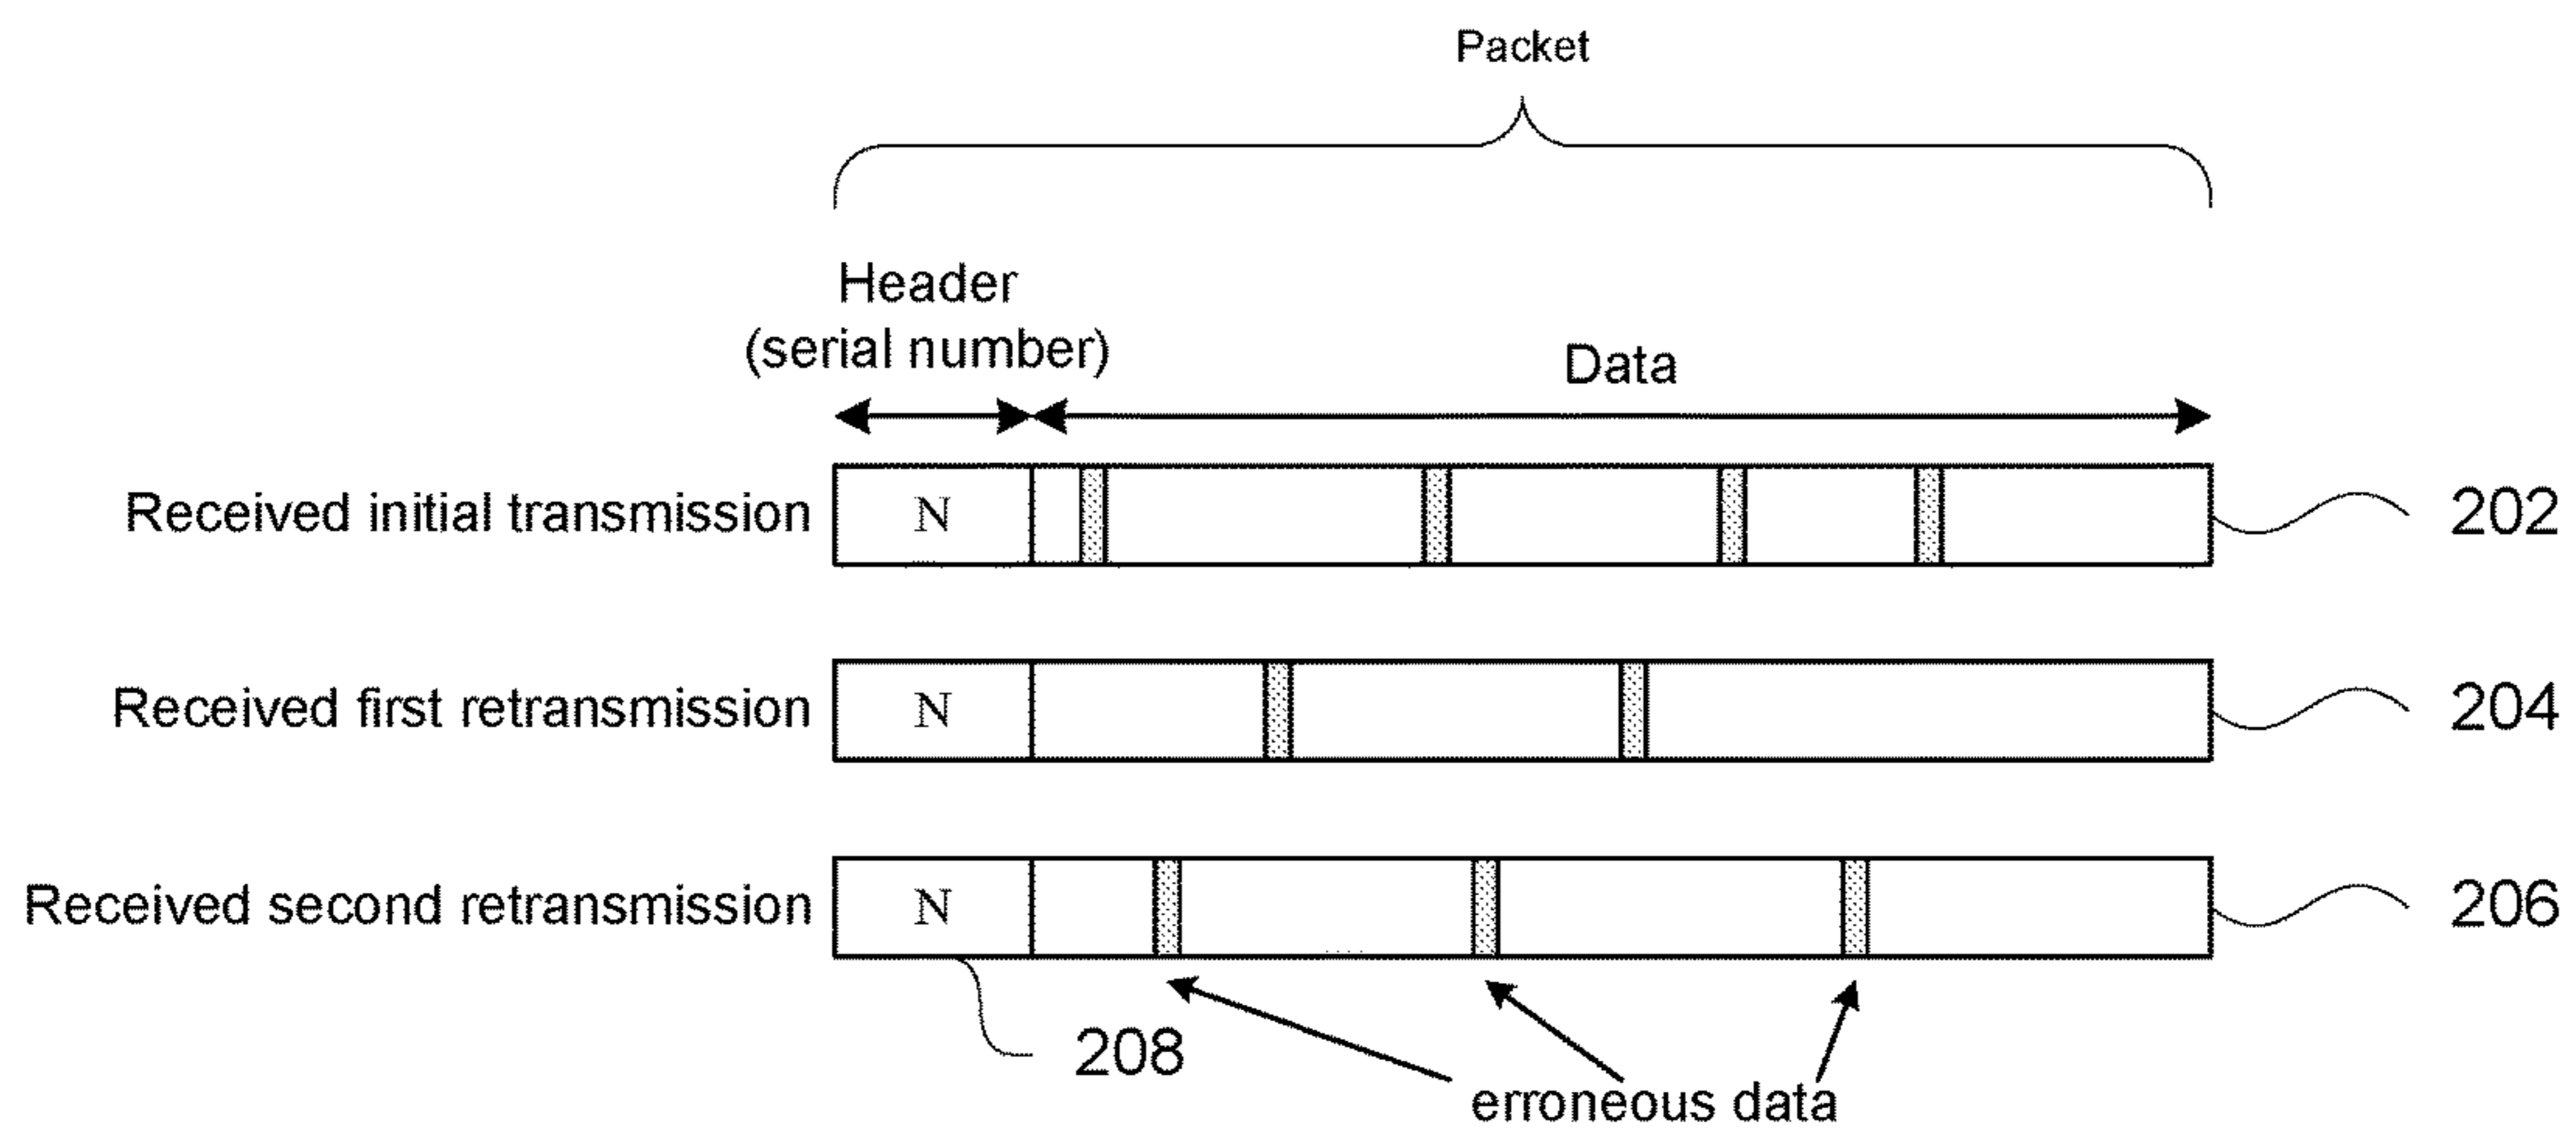 Packet
Header
(serial number)
Data
Received initial transmission
N
202
Received first retransmission
N
204
Received second retransmission
N
206
208
erroneous data